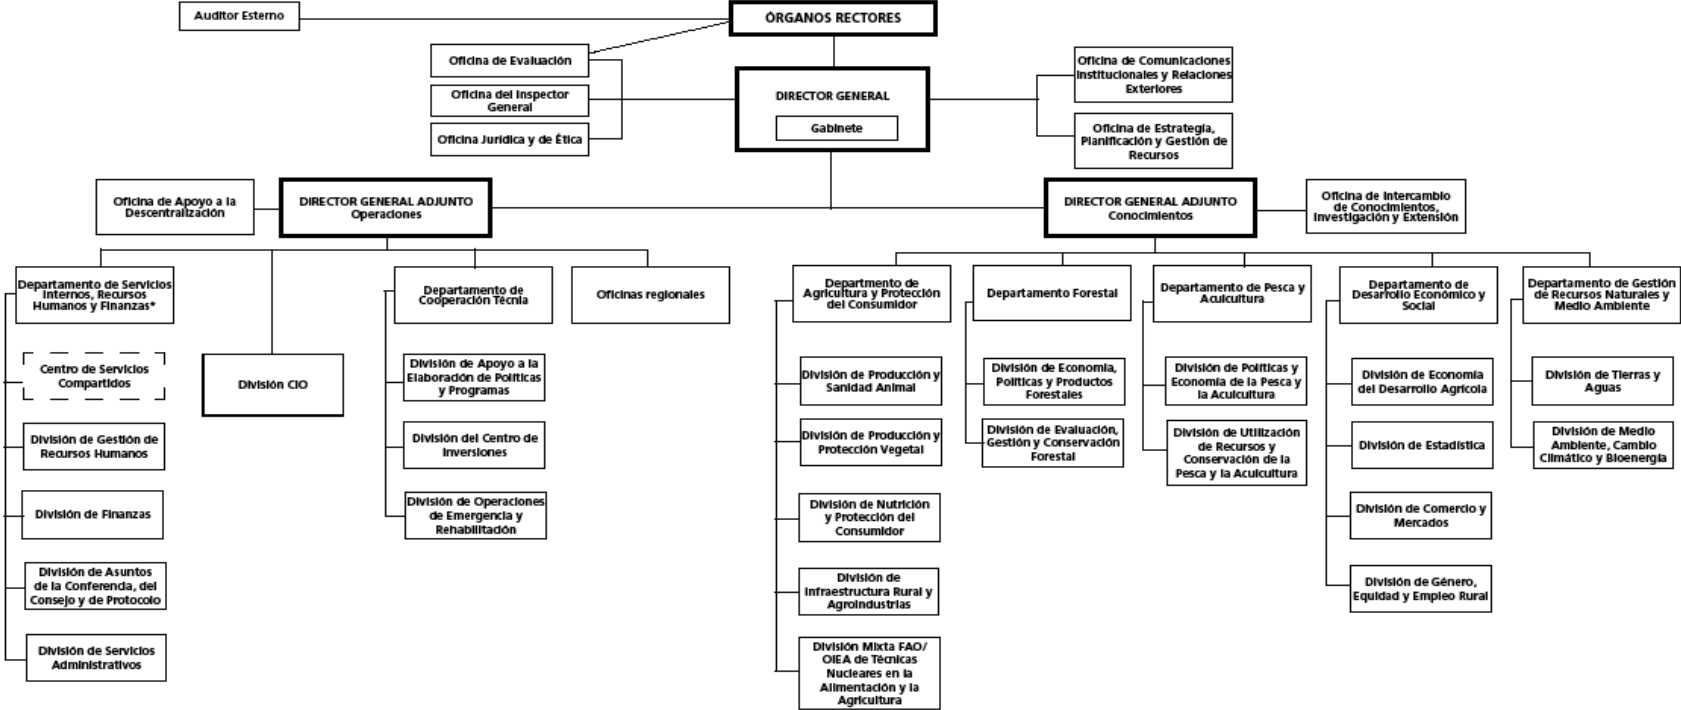 Auditor Esterno
ÓRGANOS RECTORES
Oficina de Evaluación
Oficina del Inspector
General
Oficina Jurídica y de Ética
DIRECTOR GENERAL
Gabinete
Oficina de Comunicaciones
Institucionales y Relaciones
Exteriores
Oficina de Estrategia,
Planificación y Gestión de
Recursos
Oficina de Apoyo a la
Descentralización
DIRECTOR GENERAL ADJUNTO
Operaciones
DIRECTOR GENERAL ADJUNTO
Conocimientos
Oficina de Intercambio
de Conocimientos,
Investigación y Extensión
Departamento de Servicios
Internos, Recursos
Humanos y Finanzas*
Centro de Servicios
Compartidos
División de Gestión de
Recursos Humanos
División de Finanzas
División de Asuntos
de la Conferencia, del
Consejo y de Protocolo
División de Servicios
Administrativos
División CIO
Departamento de
Cooperación Técnia
División de Apoyo a la
Elaboración de Políticas
y Programas
División del Centro de
Inversiones
División de Operaciones
de Emergencia y
Rehabilitación
Oficinas regionales
Departmento de
Agricultura y Protección
del Consumidor
División de Producción y
Sanidad Animal
División de Producción y
Protección Vegetal
División de Nutrición
y Protección del
Consumidor
División de
Infraestructura Rural y
Agroindustrias
División Mixta FAO/
OIEA de Técnicas
Nucleares en la
Alimentación y la
Agricultura
Departamento Forestal
División de Economía,
Políticas y Productos
Forestales
División de Evaluación,
Gestión y Conservación
Forestal
Departamento de Pesca y
Acuicultura
División de Políticas y
Economía de la Pesca y
la Acuicultura
División de Utilización
de Recursos y
Conservación de la
Pesca y la Acuicultura
Departamento de
Desarrollo Económico y
Social
División de Economía
del Desarrollo Agrícola
División de Estadística
División de Comercio y
Mercados
División de Género,
Equidad y Empleo Rural
Departamento de Gestión
de Recursos Naturales y
Medio Ambiente
División de Tierras y
Aguas
División de Medio
Ambiente, Cambio
Climático y Bioenergía